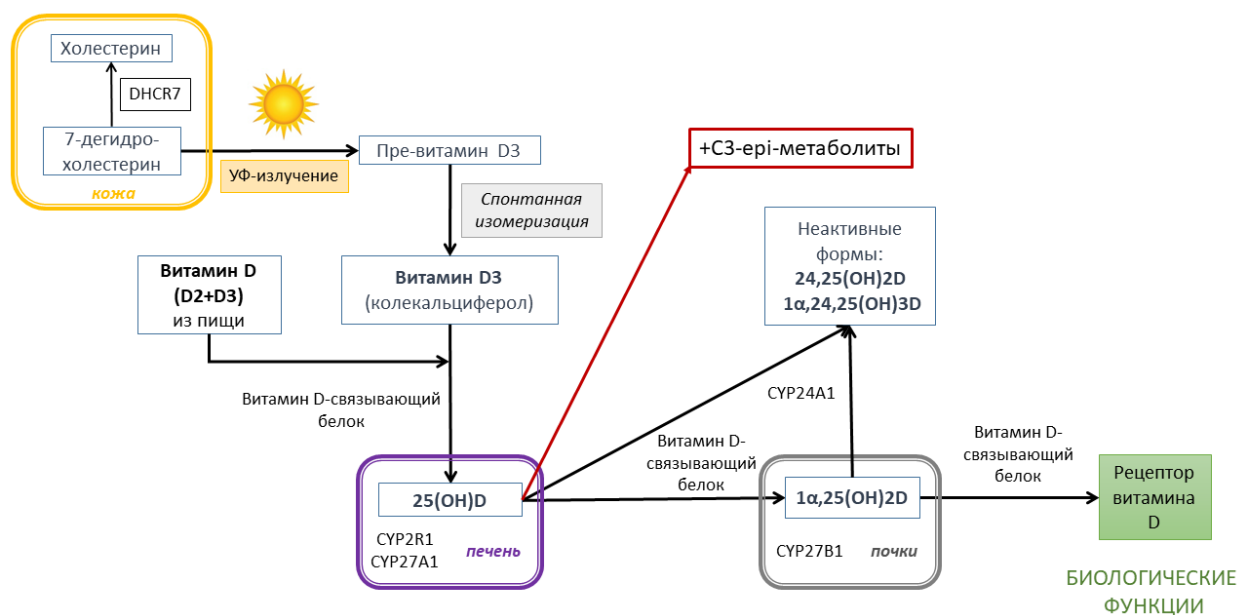 Холестерин
DHCR7
7-дегидро-
холестерин
кожа
УФ-излучение
Пре-витамин D3
+С3-epi-метаболиты
Спонтанная
изомеризация
Неактивные
формы:
24,25(OH)2D
1α,24,25(OH)3D
Витамин D
(D2+D3)
из пищи
Витамин D3
(колекальциферол)
Витамин D-связывающий
белок
CYP24A1
Витамин D-
связывающий
белок
Витамин D-
связывающий
белок
25(OH)D
CYP2R1
CYP27A1
печень
1α,25(OH)2D
CYP27B1
почки
Рецептор
витамина
D
БИОЛОГИЧЕСКИЕ
ФУНКЦИИ